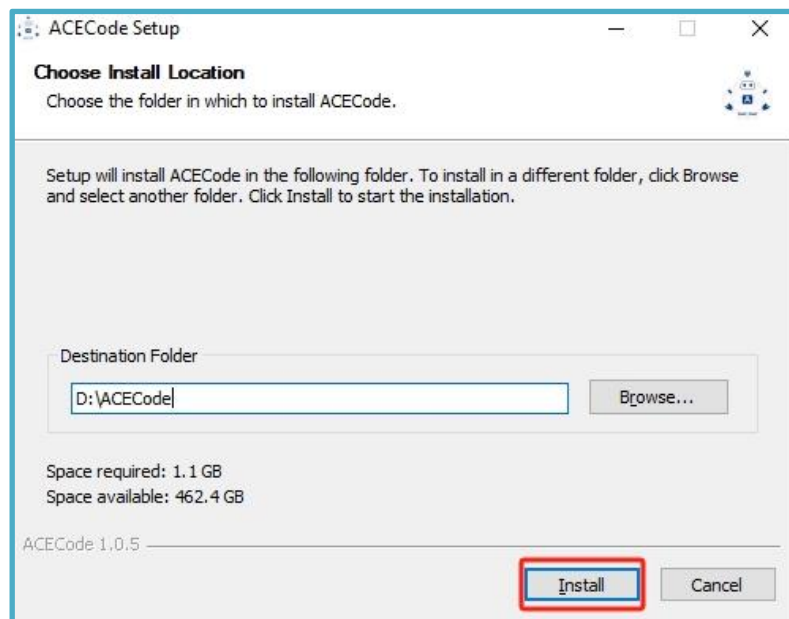 ACECode Setup
Choose Install Location
Choose the folder in which to install ACECode.
Setup will install ACECode in the following folder. To install in a different folder, click Browse
and select another folder. Click Install to start the installation.
Destination Folder
D:\ACECode
Browse...
Space required: 1.1 GB
Space available: 462.4 GB
ACECode 1.0.5
Install
Cancel